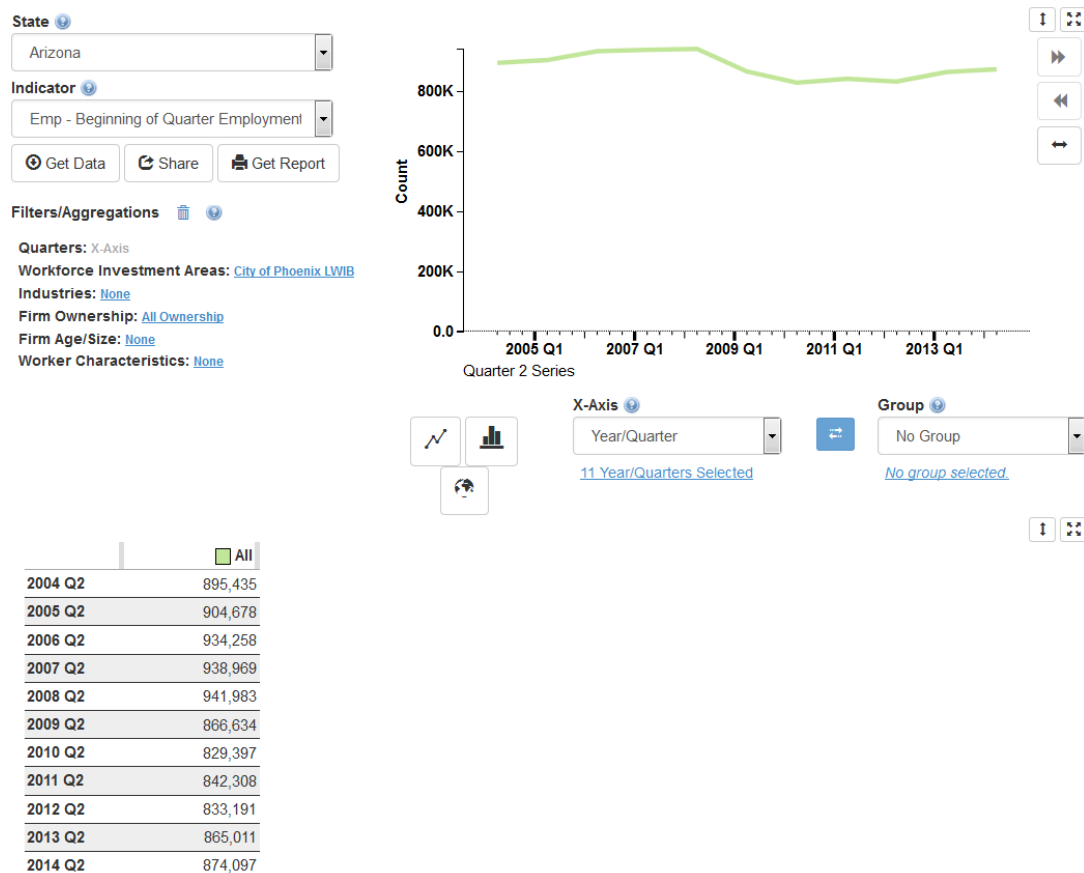 State
Arizona
Indicator
Emp - Beginning of Quarter Employment
Get Data
Share
Get Report
Filters/Aggregations
Quarters: X-Axis
Workforce Investment Areas: City of Phoenix LWIB
Industries: None
Firm Ownership: All Ownership
Firm Age/Size: None
Worker Characteristics: None
Count
800K
600K
400K
200K
0.0
2005 Q1 2007 Q1 2009 Q1 2011 Q1 2013 Q1
Quarter 2 Series
X-Axis
Year/Quarter
11 Year/Quarters Selected
Group
No Group
No group selected.
All
2004 Q2 895,435
2005 Q2 904,678
2006 Q2 934,258
2007 Q2 938,969
2008 Q2 941,983
2009 Q2 866,634
2010 Q2 829,397
2011 Q2 842,308
2012 Q2 833,191
2013 Q2 865,011
2014 Q2 874,097